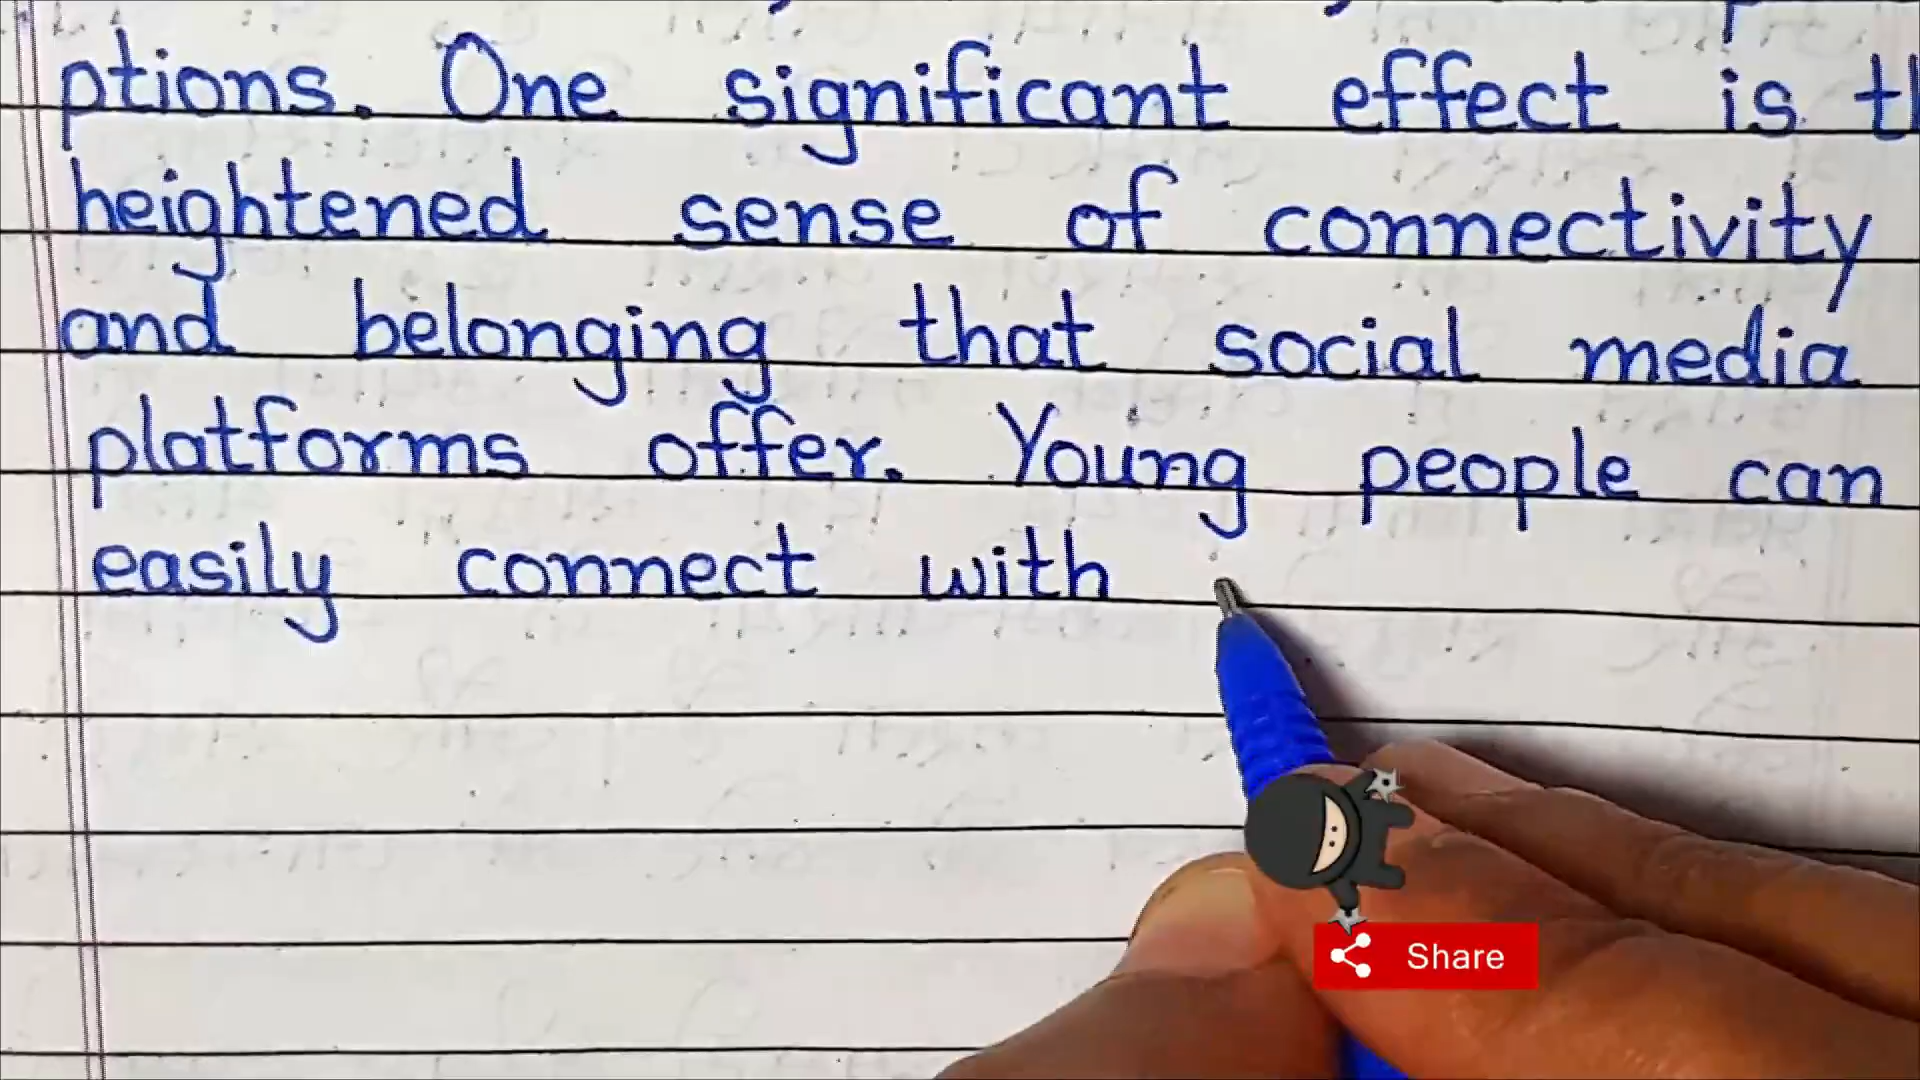 ptions. One significant effect is th
heightened sense of connectivity
and belonging that social media
platforms offer. Young people can
easily connect with
Share